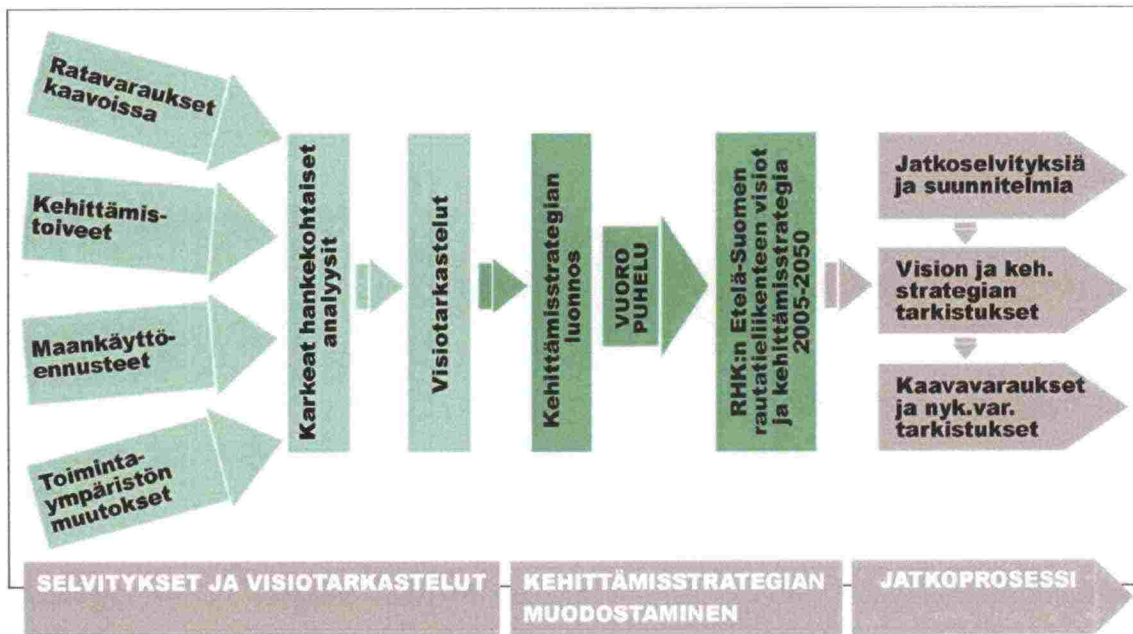 Ratavaraukset
kaavoissa
Kehittämis-
toiveet
Maankäyttö-
ennusteet
Toiminta-
ympäristön
muutokset
Karkeat hankekohtaiset
analyysit
Visiotarkastelut
Kehittämisstrategian
luonnos
VUORO
PUHELU
RHK:n Etelä-Suomen
rautatieliikenteen visiot
ja kehittämisstrategia
2005-2050
Jatkoselvityksiä
ja suunnitelmia
Vision ja keh.
strategian
tarkistukset
Kaavavaraukset
ja nyk.var.
tarkistukset
SELVITYKSET JA VISIOTARKASTELUT
KEHITTÄMISSTRATEGIAN
MUODOSTAMINEN
JATKOPROSESSI